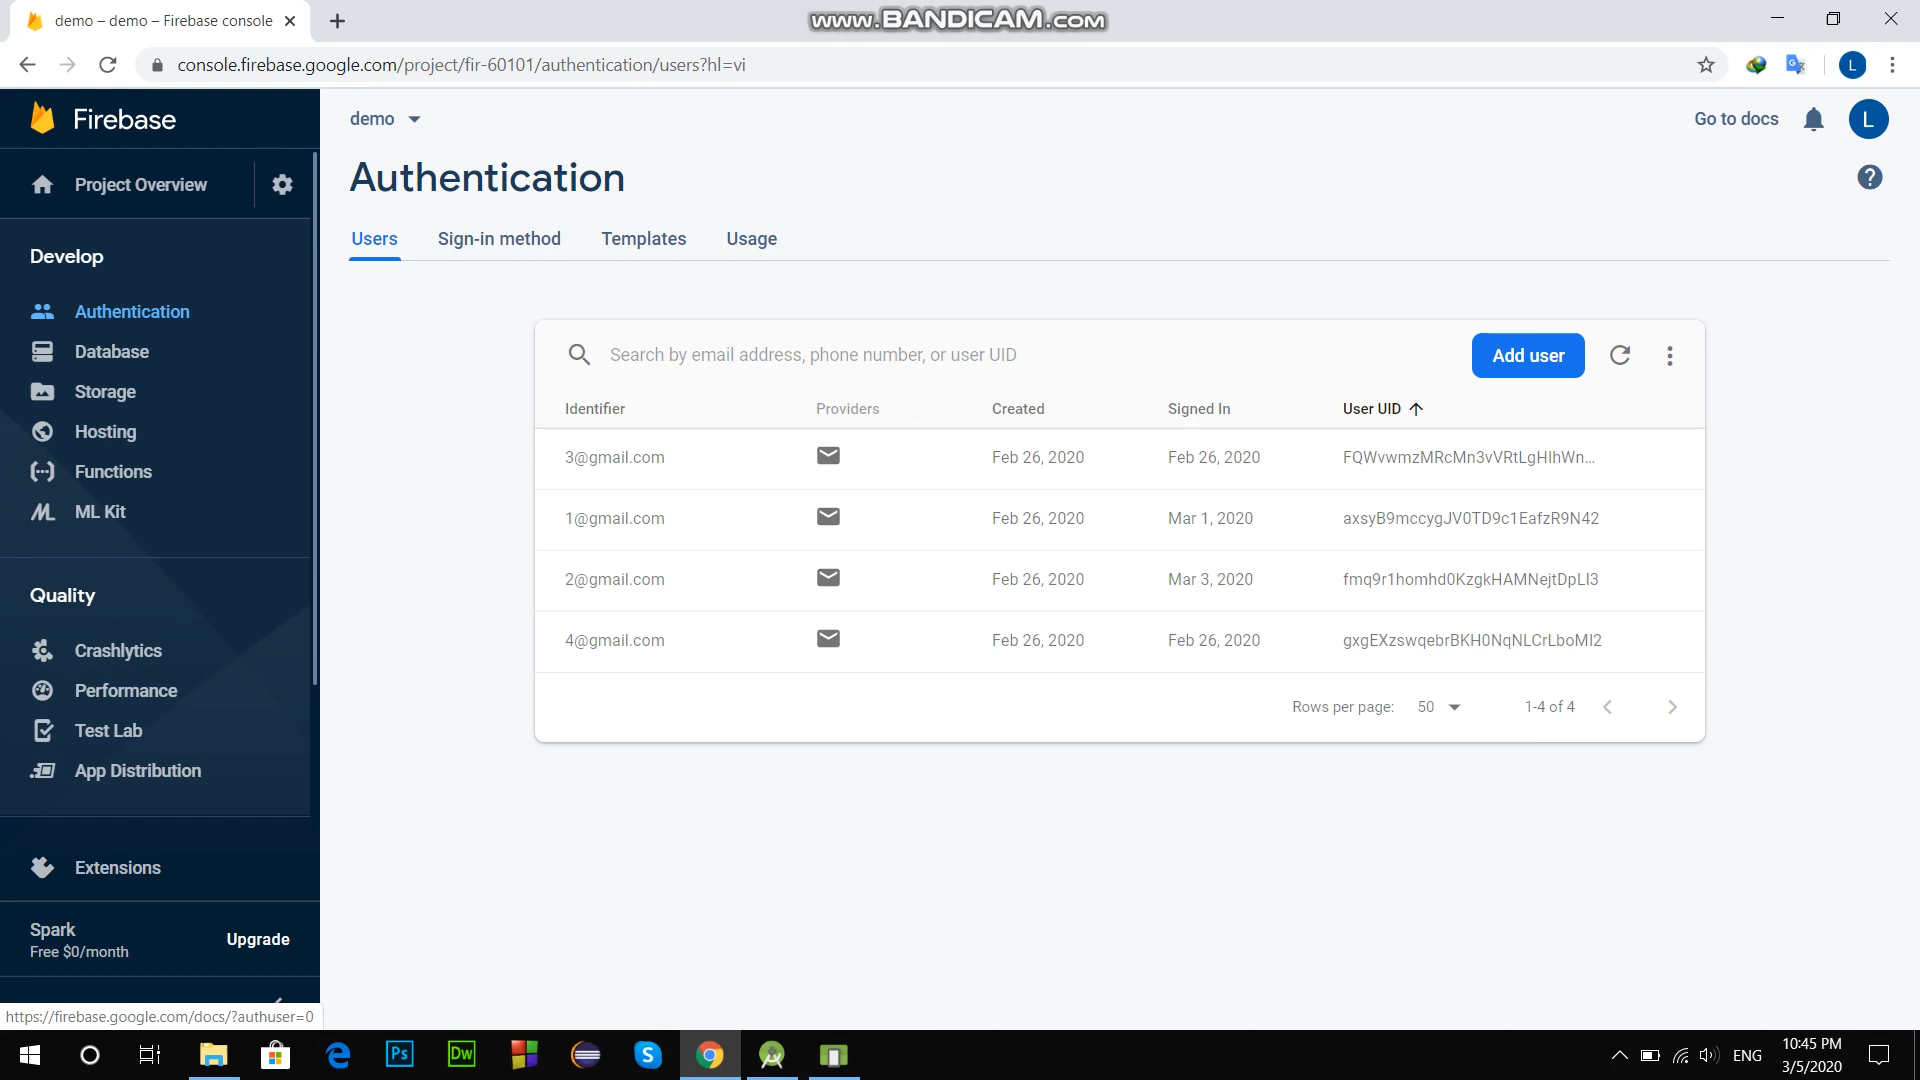 demo – demo – Firebase console
www.BANDICAM.com
console.firebase.google.com/project/fir-60101/authentication/users?hl=vi
L
Firebase
demo
Go to docs
L
Project Overview
Authentication
?
Users
Sign-in method
Templates
Usage
Develop
Authentication
Database
Storage
Hosting
Functions
ML Kit
Search by email address, phone number, or user UID
Add user
Identifier Providers Created Signed In User UID
3@gmail.com Feb 26, 2020 Feb 26, 2020 FQWvwmzMRcMn3vVRtLgHIhWn...
1@gmail.com Feb 26, 2020 Mar 1, 2020 axsyB9mccygJV0TD9c1EafzR9N42
2@gmail.com Feb 26, 2020 Mar 3, 2020 fmq9r1homhd0KzgkHAMNejtDpLI3
4@gmail.com Feb 26, 2020 Feb 26, 2020 gxgEXzswqebrBKH0NqNLCrLboMI2
Rows per page: 50 1-4 of 4
Quality
Crashlytics
Performance
Test Lab
App Distribution
Extensions
Spark
Free $0/month
Upgrade
https://firebase.google.com/docs/?authuser=0
Ps
Dw
S
ENG
10:45 PM
3/5/2020